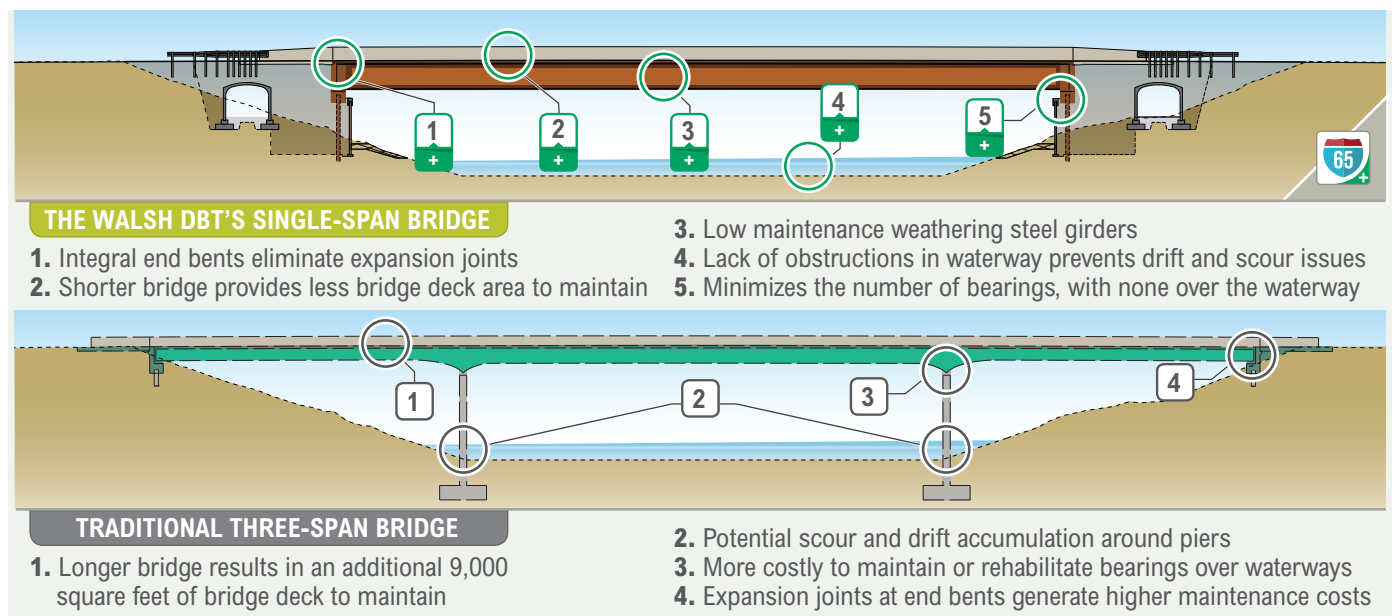 1
+
2
+
3
+
4
+
5
+
65
+
THE WALSH DBT'S SINGLE-SPAN BRIDGE
1. Integral end bents eliminate expansion joints
2. Shorter bridge provides less bridge deck area to maintain
3. Low maintenance weathering steel girders
4. Lack of obstructions in waterway prevents drift and scour issues
5. Minimizes the number of bearings, with none over the waterway
1
2
3
4
TRADITIONAL THREE-SPAN BRIDGE
1. Longer bridge results in an additional 9,000
square feet of bridge deck to maintain
2. Potential scour and drift accumulation around piers
3. More costly to maintain or rehabilitate bearings over waterways
4. Expansion joints at end bents generate higher maintenance costs